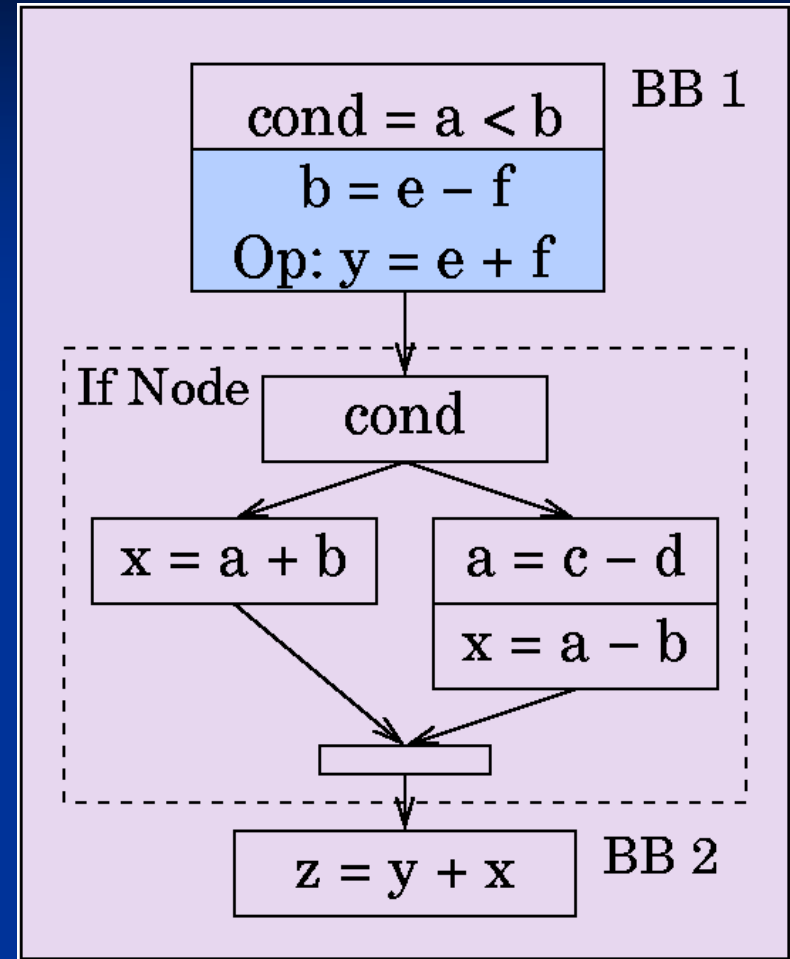 BB 1
cond = a < b
b = e – f
Op: y = e + f
If Node
cond
x = a + b
a = c – d
x = a – b
BB 2
z = y + x